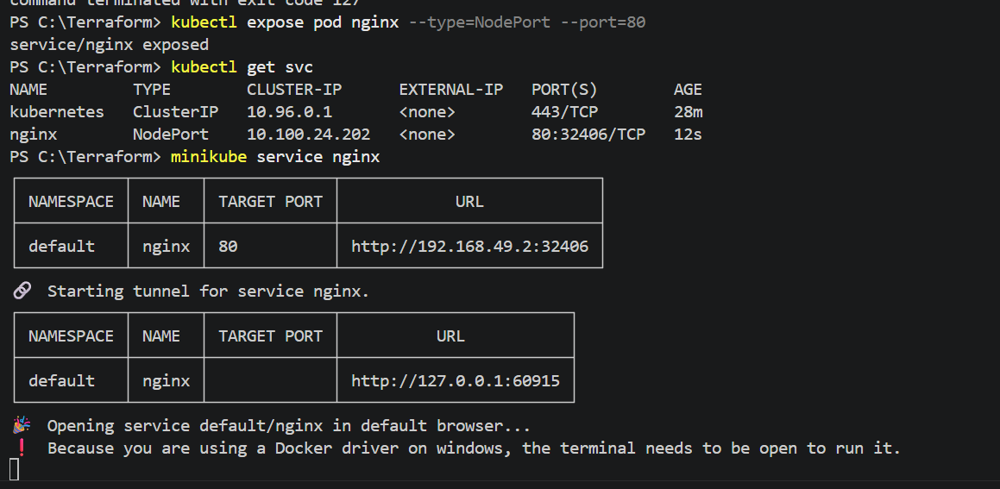 command terminated with exit code 127
PS C:\Terraform> kubectl expose pod nginx --type=NodePort --port=80
service/nginx exposed
PS C:\Terraform> kubectl get svc
NAME TYPE CLUSTER-IP EXTERNAL-IP PORT(S) AGE
kubernetes ClusterIP 10.96.0.1 <none> 443/TCP 28m
nginx NodePort 10.100.24.202 <none> 80:32406/TCP 12s
PS C:\Terraform> minikube service nginx
NAMESPACE NAME TARGET PORT URL
default nginx 80 http://192.168.49.2:32406
Starting tunnel for service nginx.
NAMESPACE NAME TARGET PORT URL
default nginx http://127.0.0.1:60915
Opening service default/nginx in default browser...
Because you are using a Docker driver on windows, the terminal needs to be open to run it.